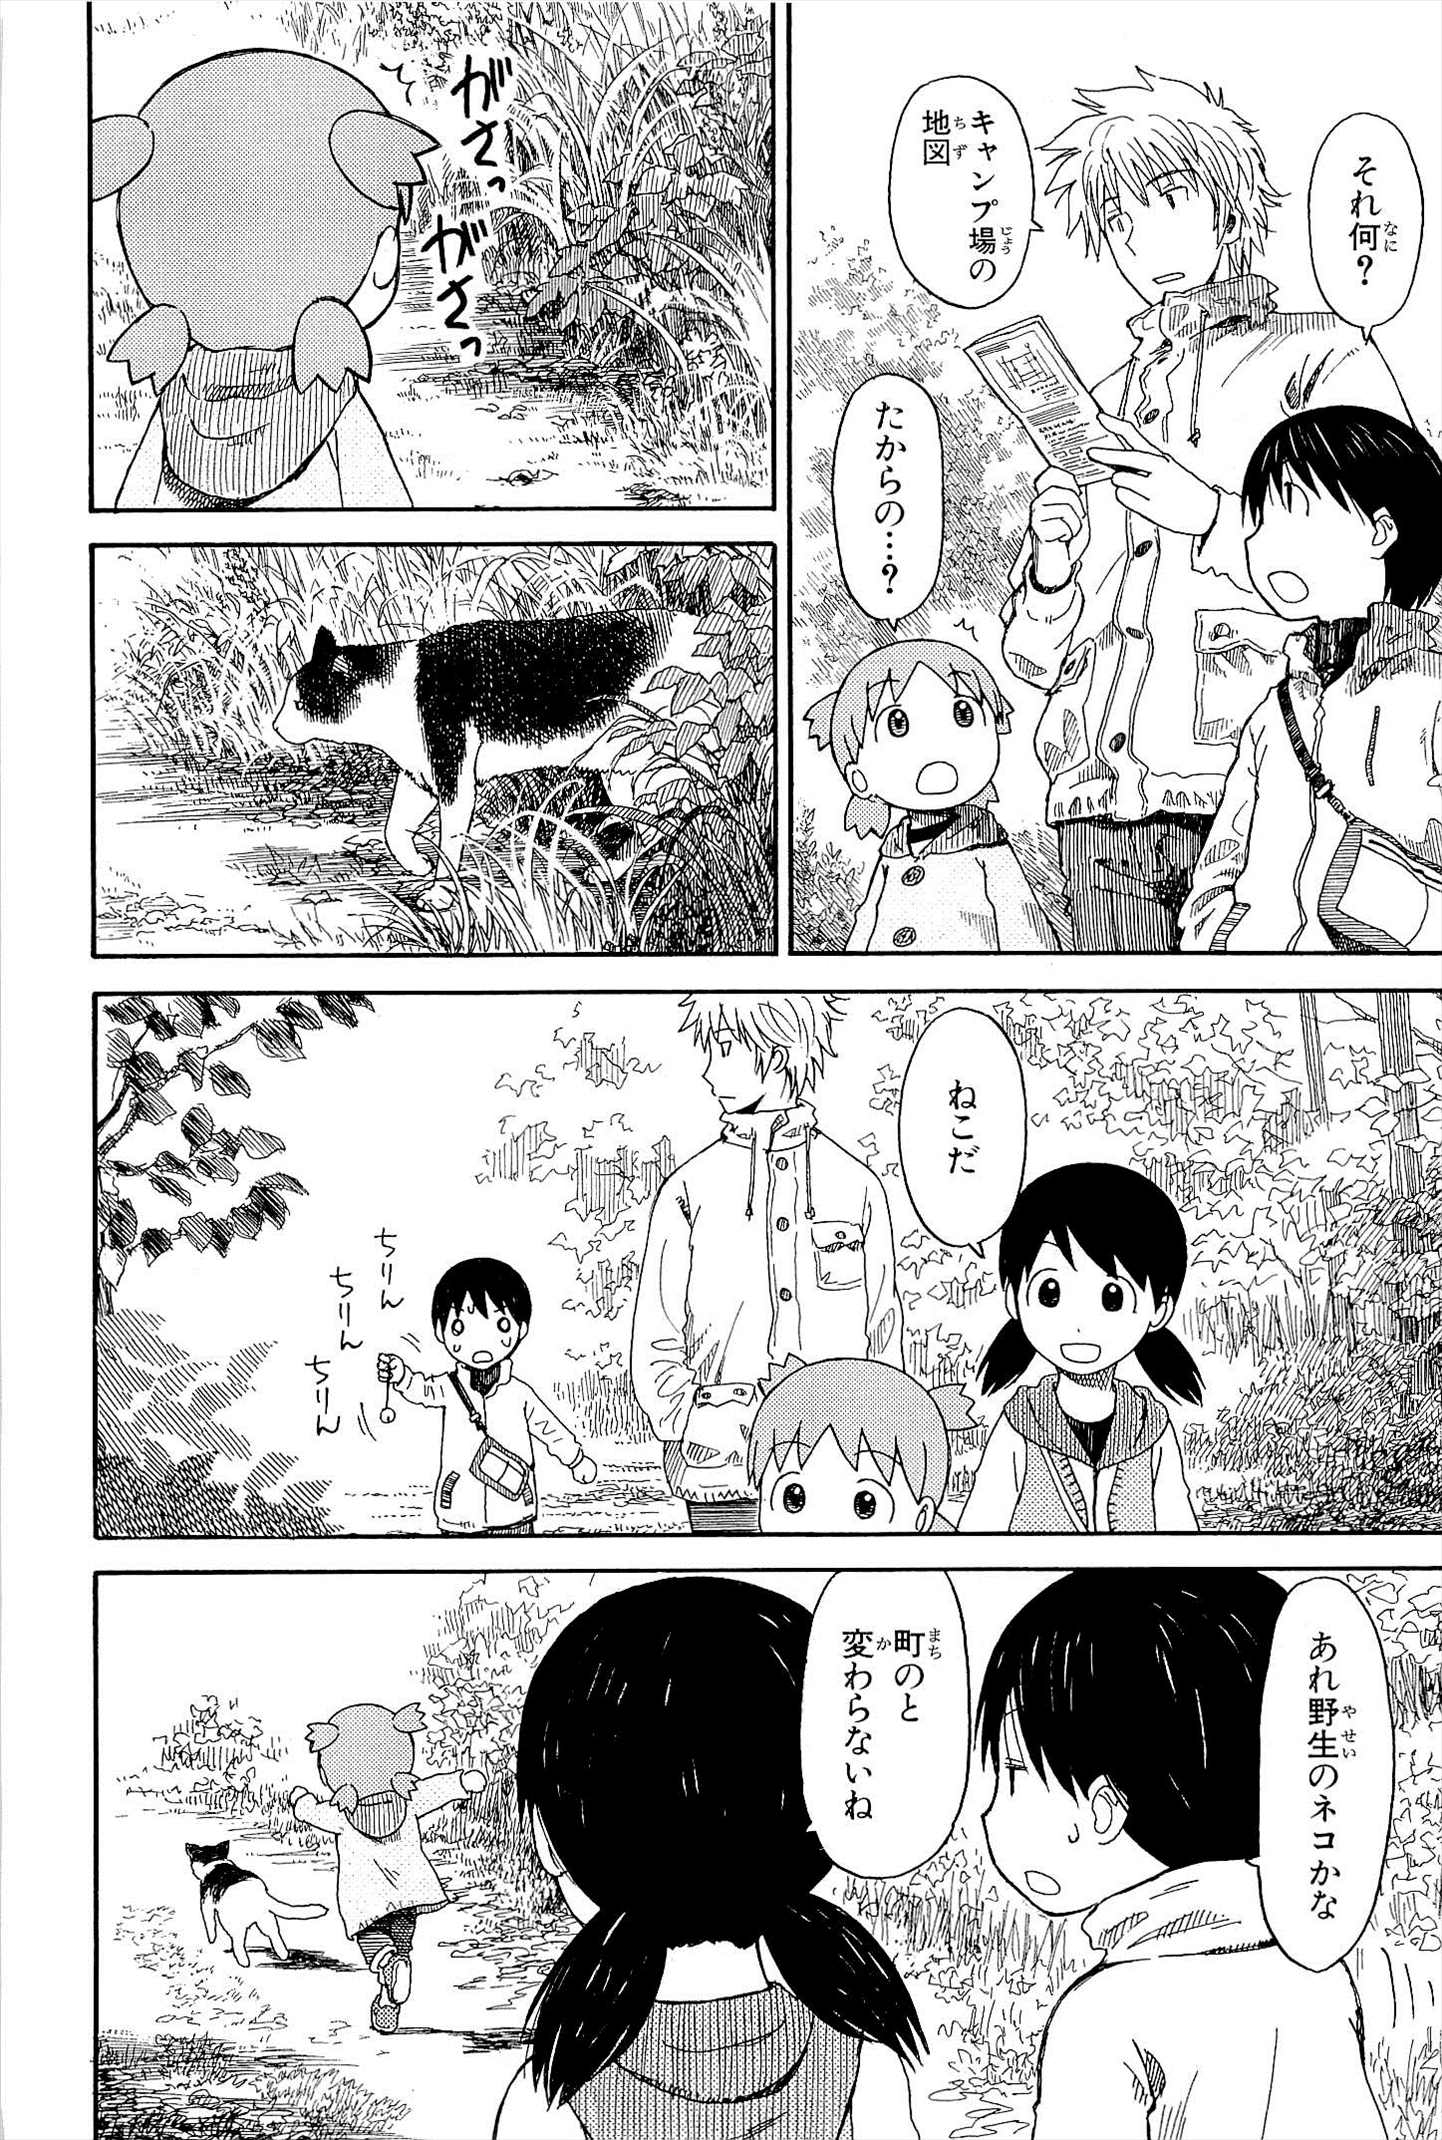 それ何？
キャンプ場の
地図
たからの…？
がさっ
がさっ
ねこだ
ちりん
ちりん
ちりん
あれ野生のネコかな
町のと
変わらないね